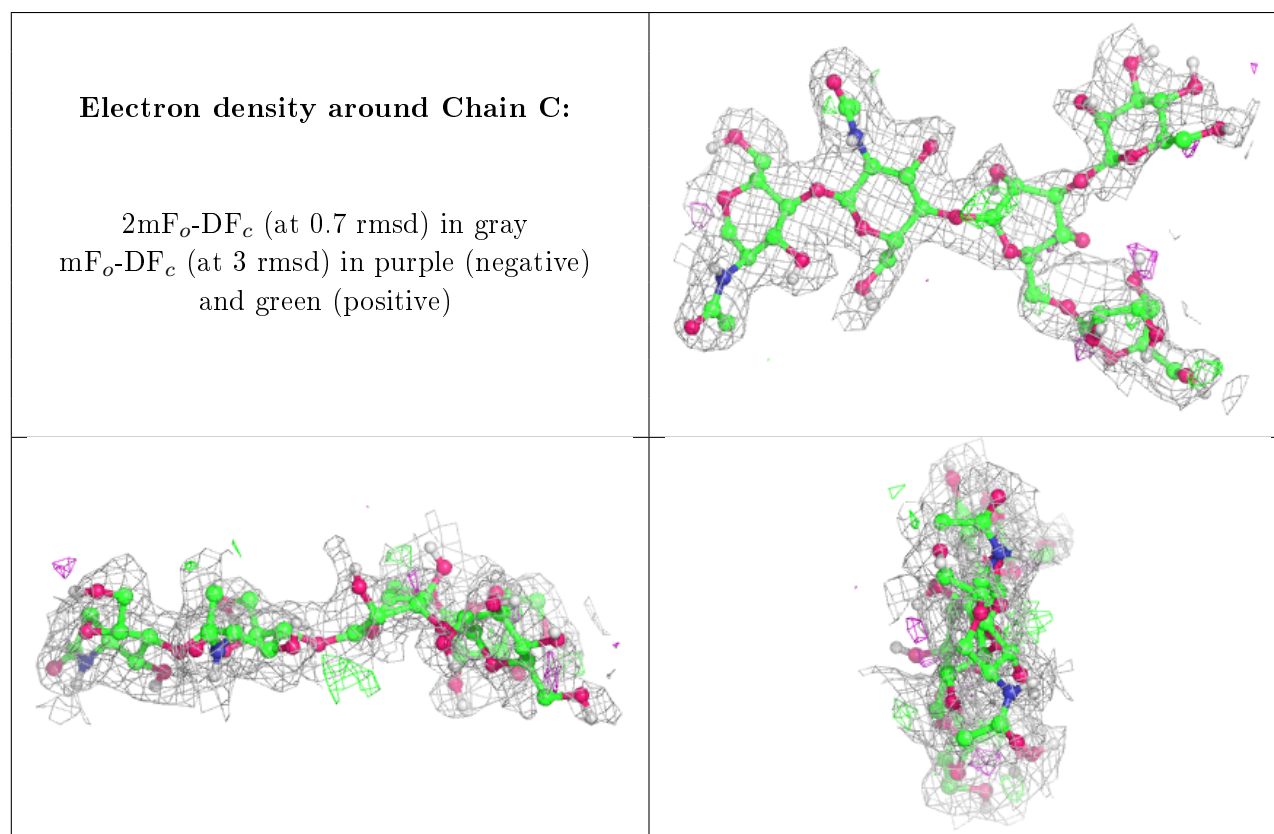 Electron density around Chain C:
2mFo-DFc (at 0.7 rmsd) in gray
mFo-DFc (at 3 rmsd) in purple (negative)
and green (positive)